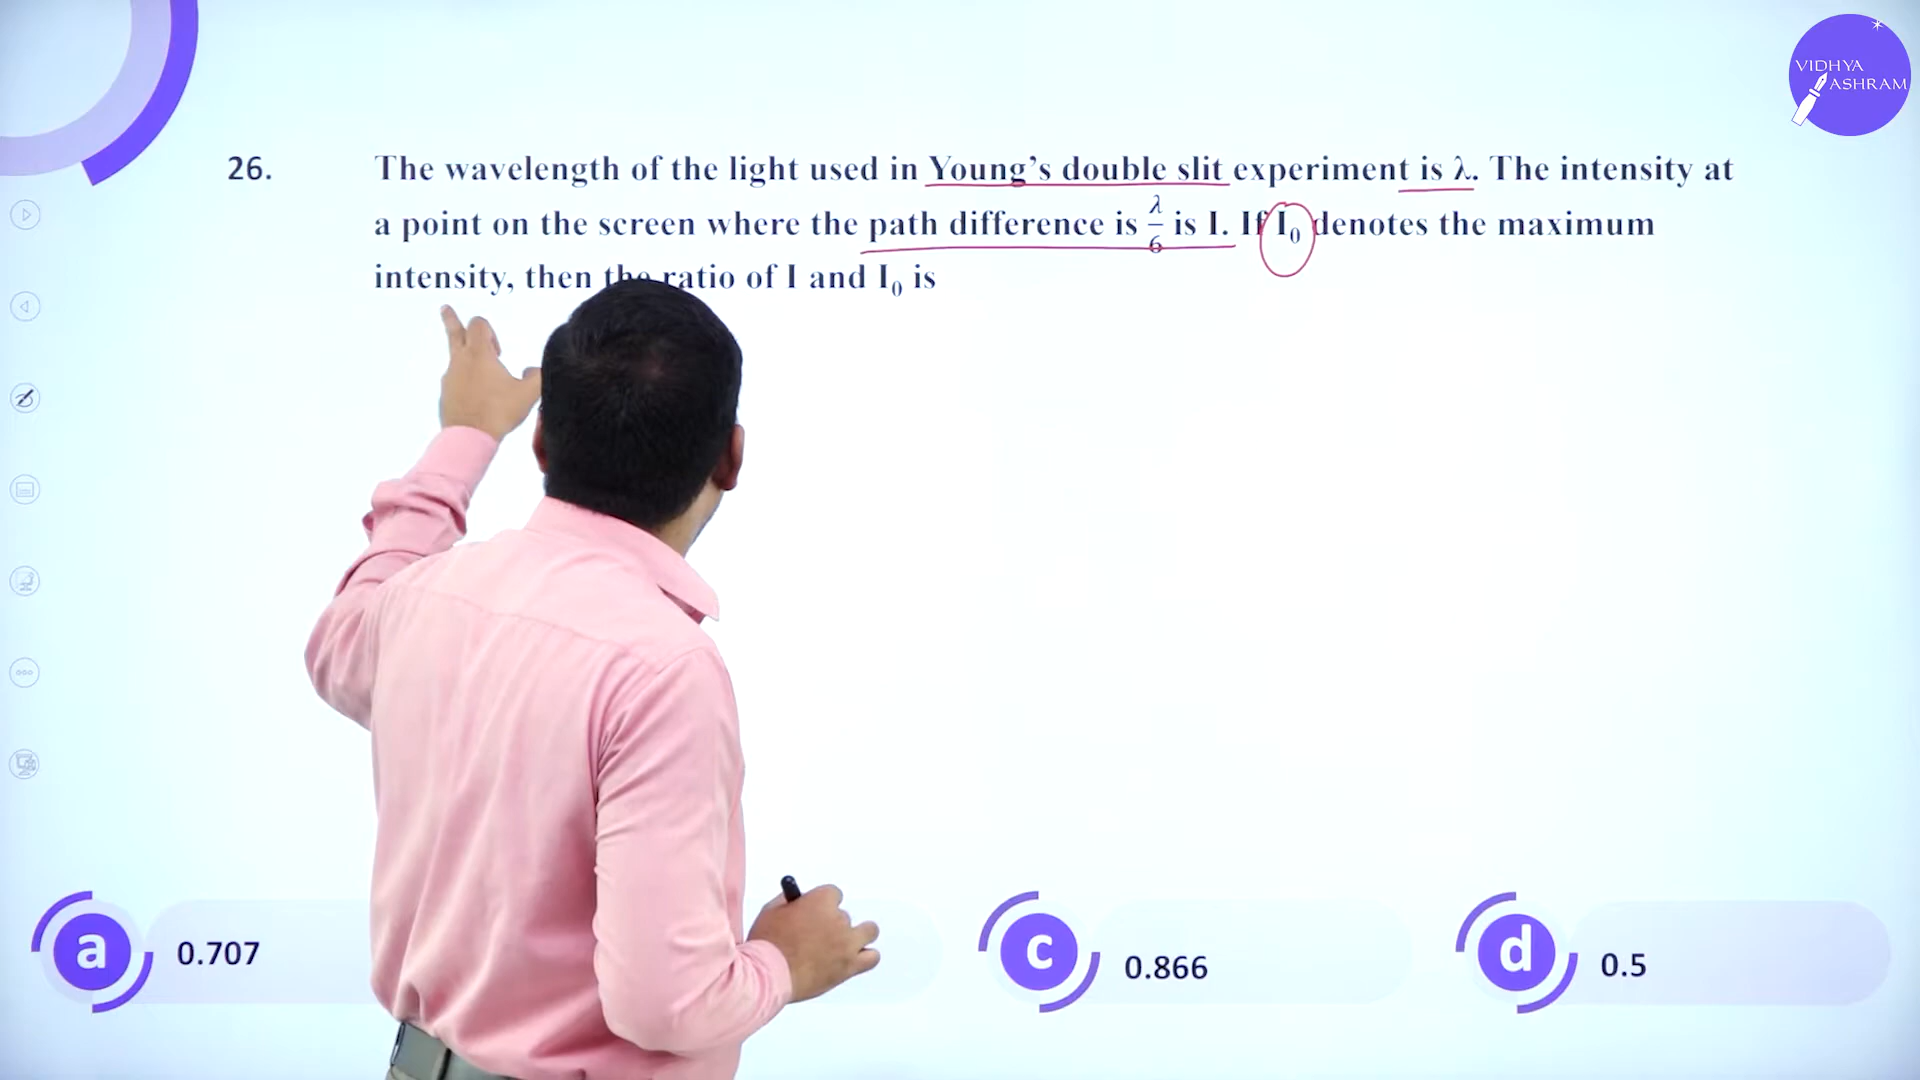 VIDHYA
ASHRAM
26. The wavelength of the light used in Young's double slit experiment is λ. The intensity at
a point on the screen where the path difference is λ/6 is I. If I₀ denotes the maximum
intensity, then the ratio of I and I₀ is
a 0.707
c 0.866
d 0.5